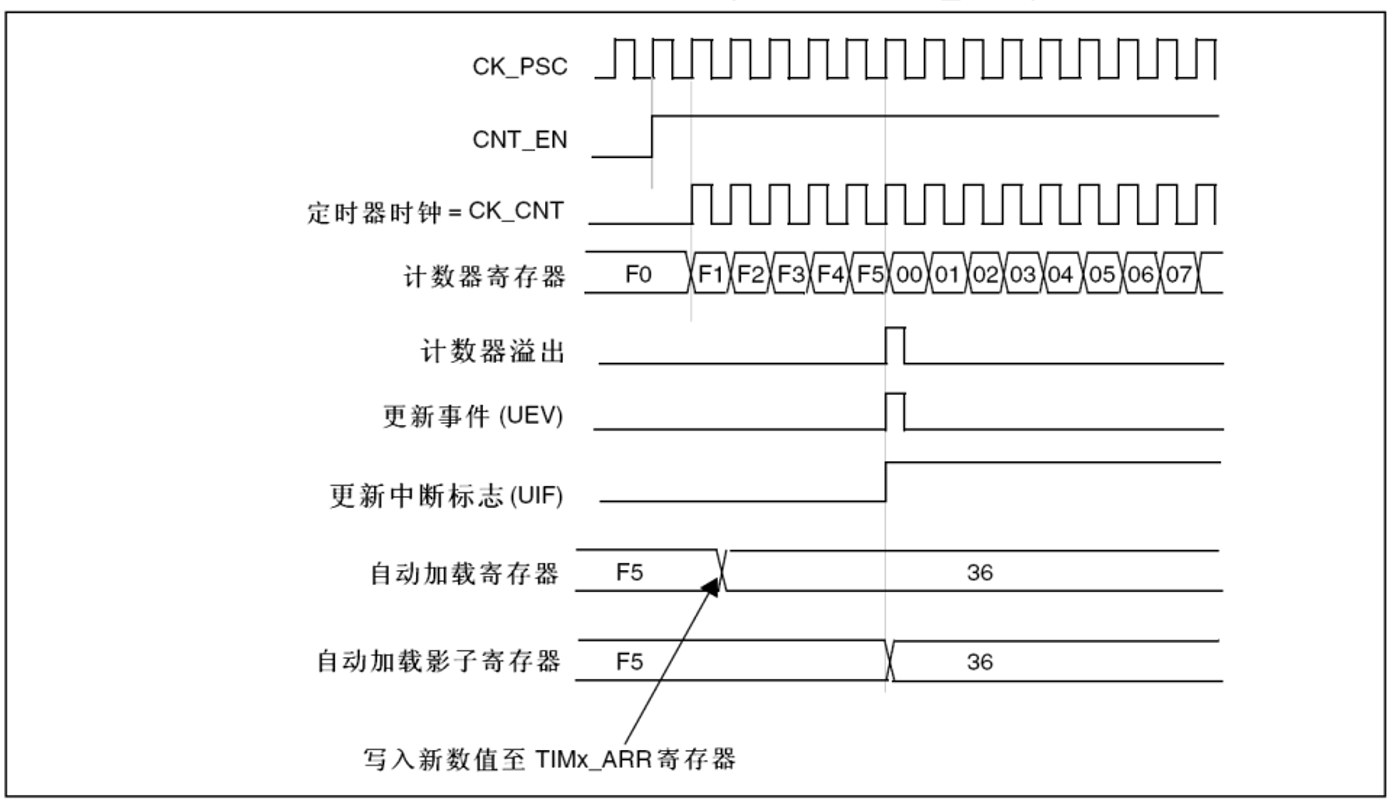 CK_PSC
CNT_EN
定时器时钟 = CK_CNT
计数器寄存器 F0 F1 F2 F3 F4 F5 00 01 02 03 04 05 06 07
计数器溢出
更新事件 (UEV)
更新中断标志 (UIF)
自动加载寄存器 F5 36
自动加载影子寄存器 F5 36
写入新数值至 TIMx_ARR 寄存器